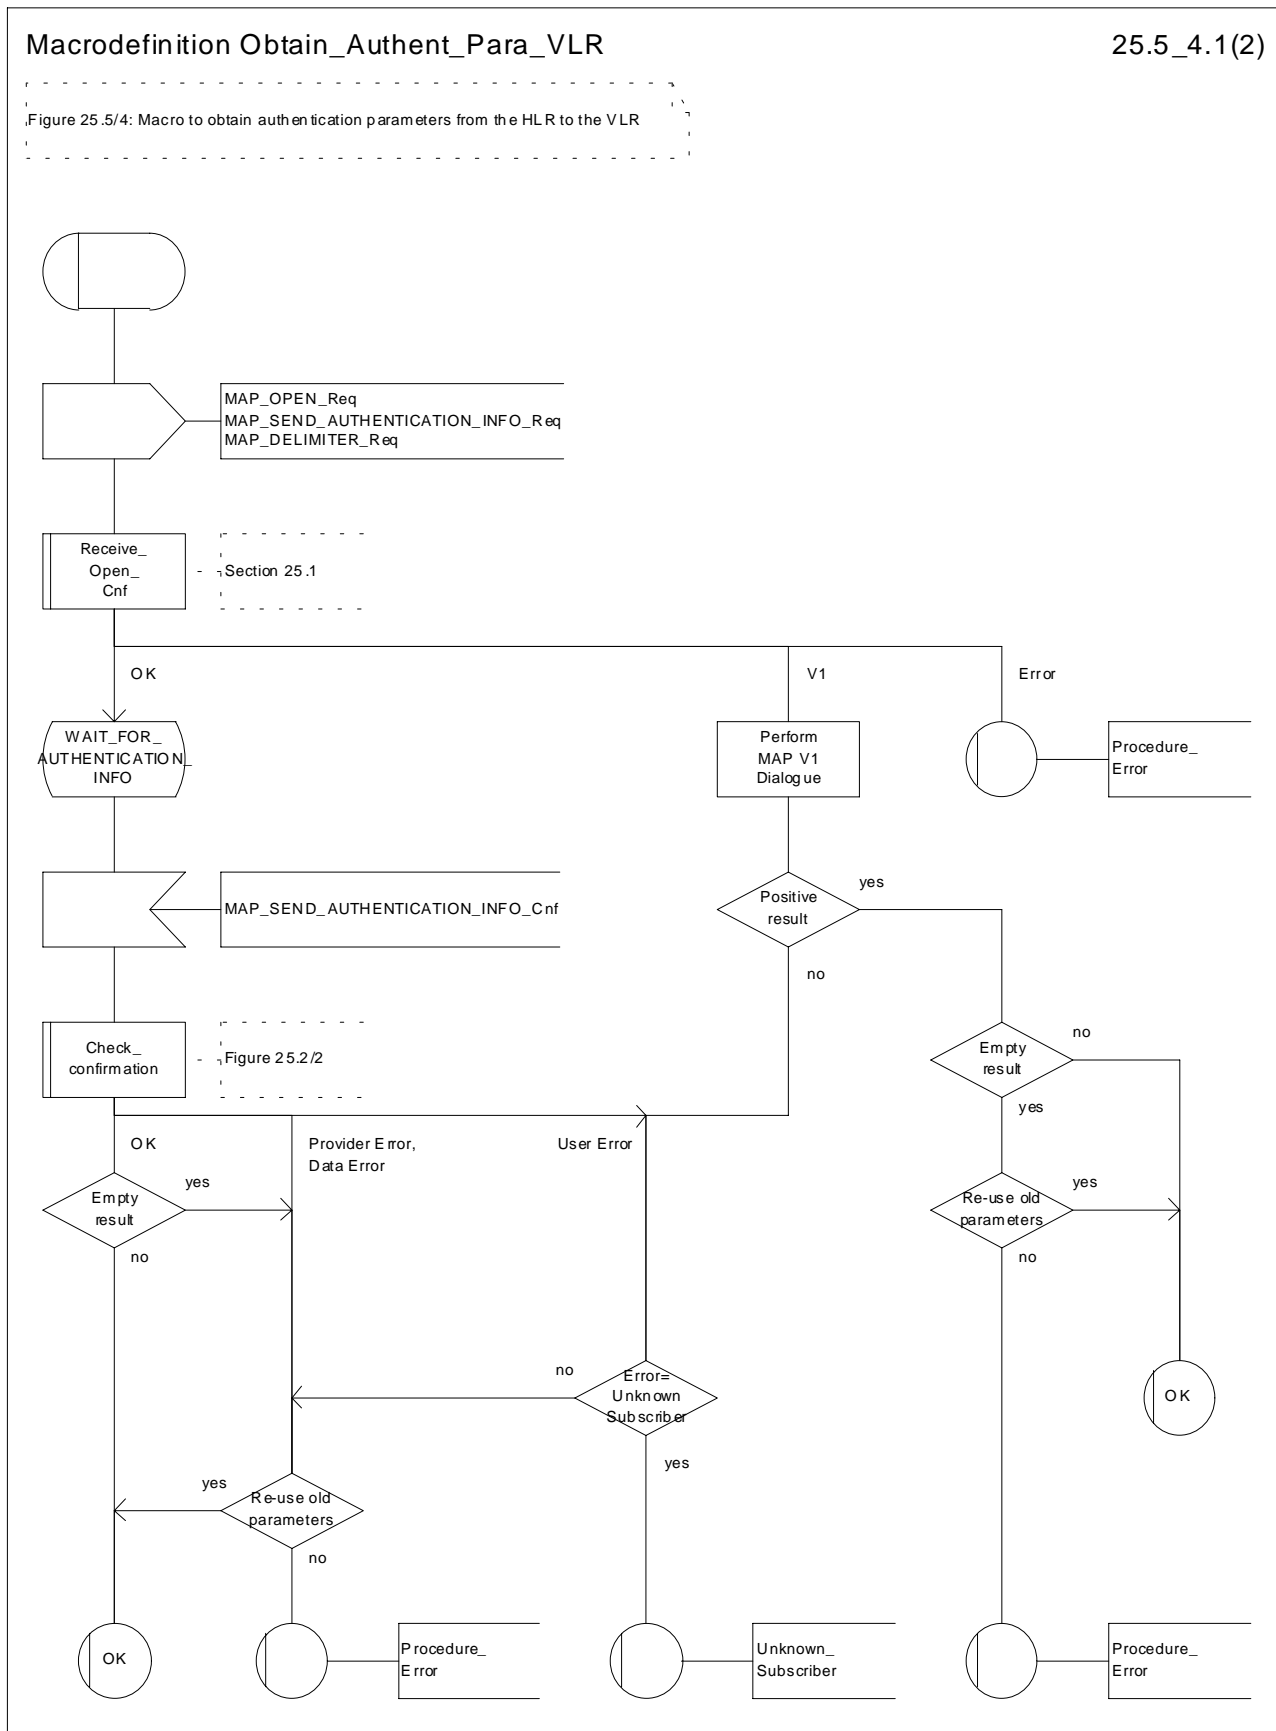 Macrodefinition Obtain_Authent_Para_VLR
25.5_4.1(2)
Figure 25.5/4: Macro to obtain authentication parameters from the HLR to the VLR
MAP_OPEN_Req
MAP_SEND_AUTHENTICATION_INFO_Req
MAP_DELIMITER_Req
Receive_
Open_
Cnf
Section 25.1
OK
V1
Error
WAIT_FOR_
AUTHENTICATION_
INFO
Perform
MAP V1
Dialogue
Procedure_
Error
MAP_SEND_AUTHENTICATION_INFO_Cnf
Positive
result
yes
no
Check_
confirmation
Figure 25.2/2
Empty
result
no
yes
OK
Provider Error,
Data Error
User Error
Empty
result
yes
no
Re-use old
parameters
yes
no
Error=
Unknown
Subscriber
no
yes
OK
Re-use old
parameters
yes
no
OK
Procedure_
Error
Unknown_
Subscriber
Procedure_
Error